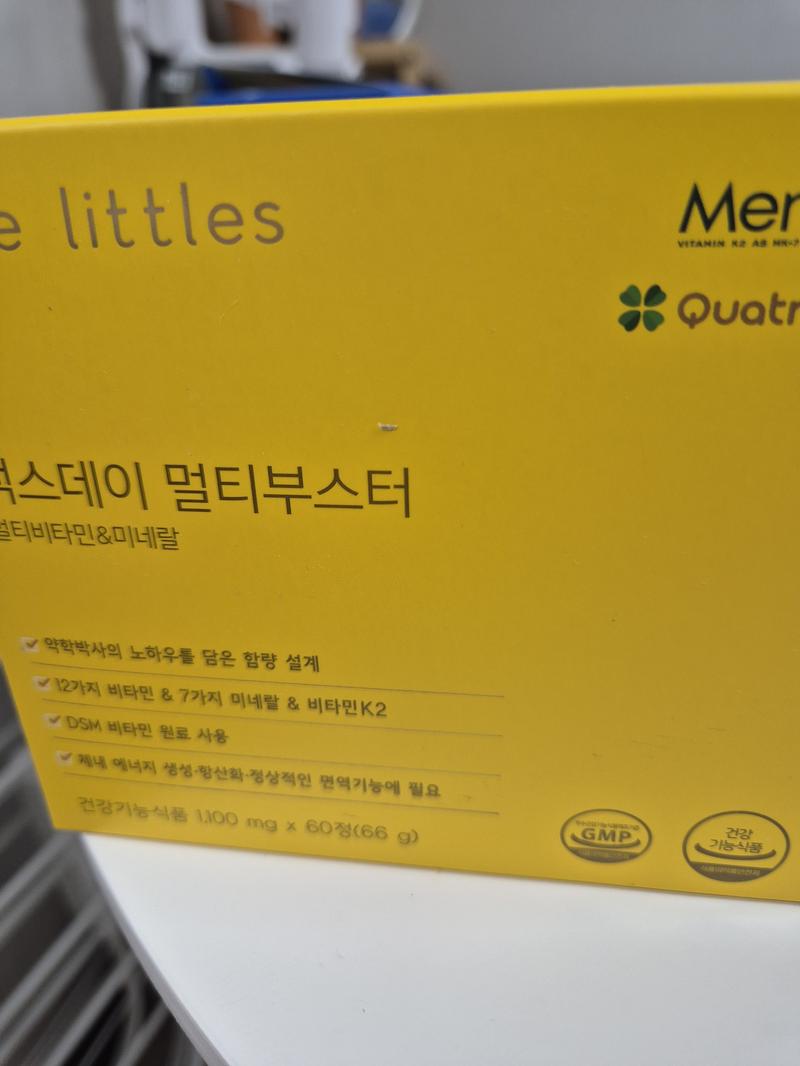 e littles
Mer
VITAMIN K2 AS MK-7
Quatr
스데이 멀티부스터
멀티비타민&미네랄
약학박사의 노하우를 담은 함량 설계
12가지 비타민 & 7가지 미네랄 & 비타민K2
DSM 비타민 원료 사용
체내 에너지 생성·항산화·정상적인 면역기능에 필요
건강기능식품 1,100 mg x 60정(66 g)
GMP
건강
기능식품